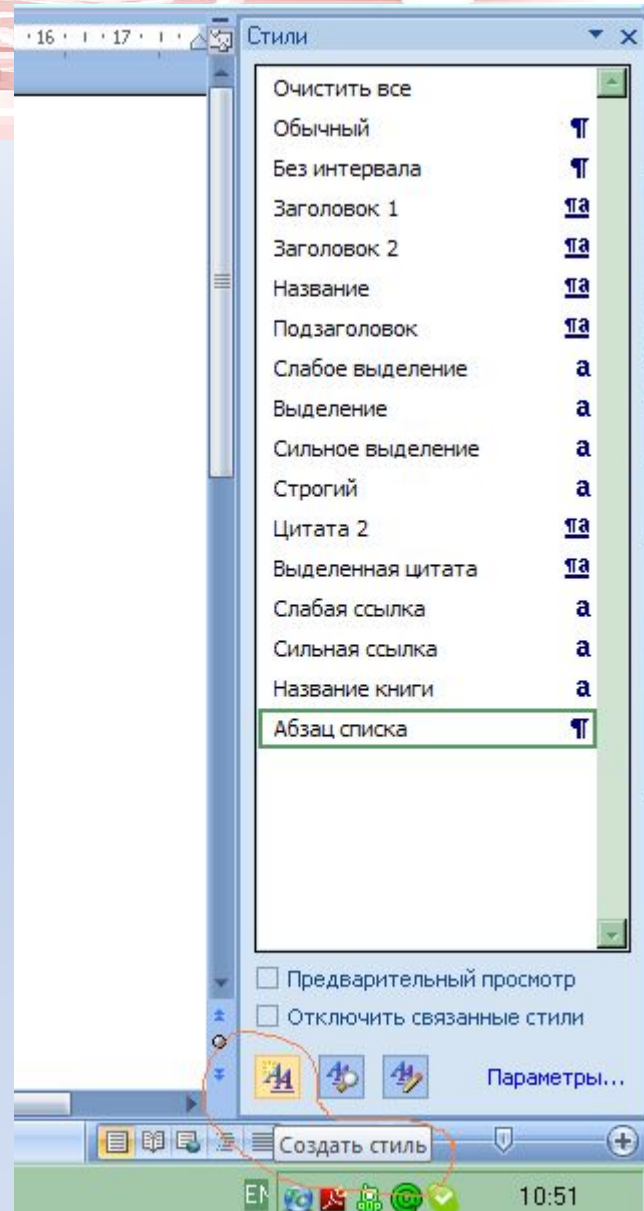 · 16 · ı · 17 · ı ·
Стили
Очистить все
Обычный ¶
Без интервала ¶
Заголовок 1 ¶a
Заголовок 2 ¶a
Название ¶a
Подзаголовок ¶a
Слабое выделение a
Выделение a
Сильное выделение a
Строгий a
Цитата 2 ¶a
Выделенная цитата ¶a
Слабая ссылка a
Сильная ссылка a
Название книги a
Абзац списка ¶
Предварительный просмотр
Отключить связанные стили
Параметры...
Создать стиль
EN 10:51